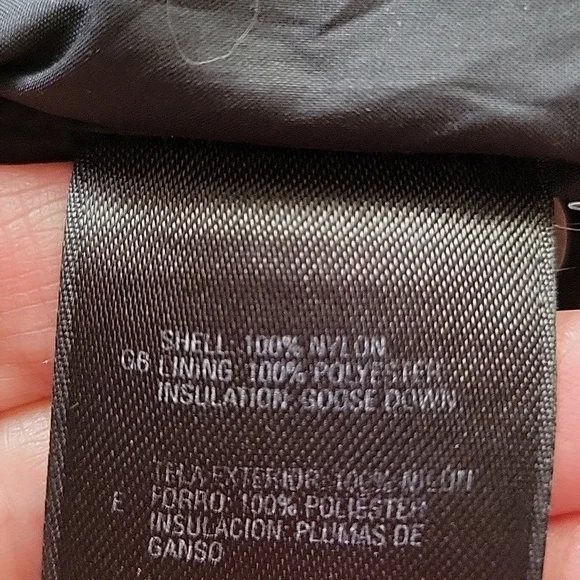 SHELL: 100% NYLON
GB LINING: 100% POLYESTER
INSULATION: GOOSE DOWN
TELA EXTERIOR: 100% NILÓN
E FORRO: 100% POLIESTER
INSULACION: PLUMAS DE
GANSO